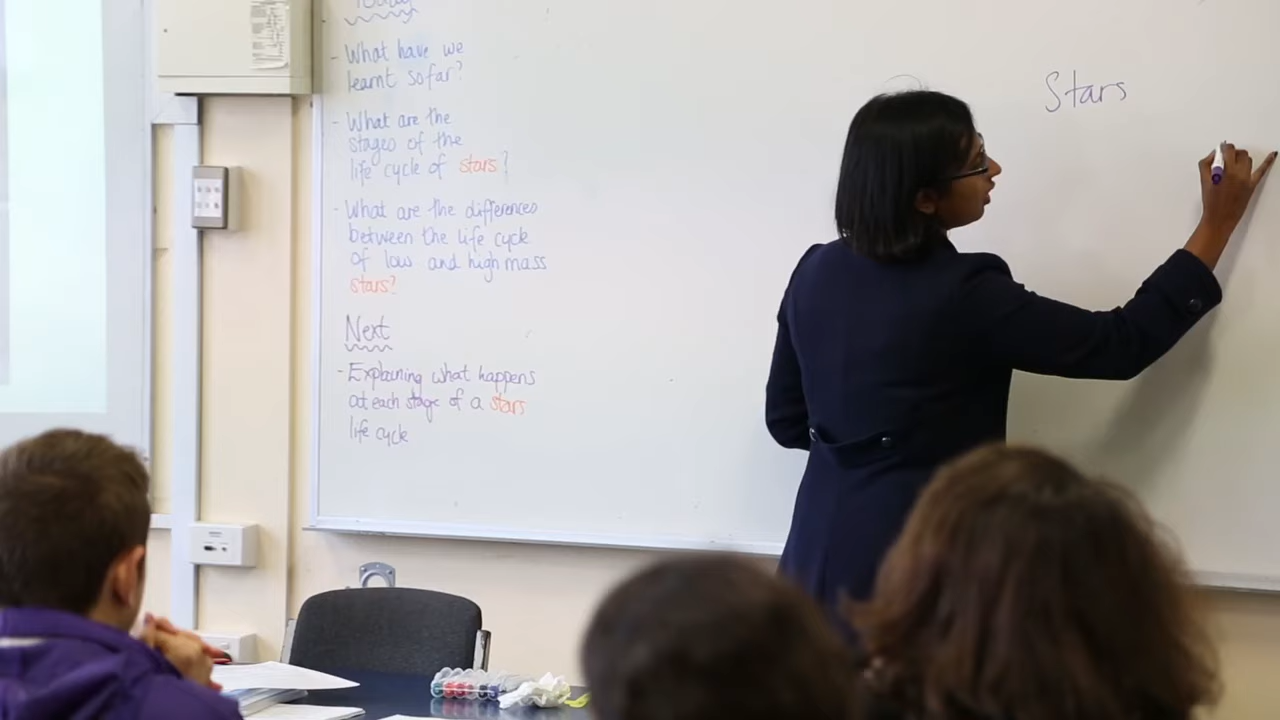 Today
- What have we
learnt so far?
- What are the
stages of the
life cycle of stars?
- What are the differences
between the life cycle
of low and high mass
stars?
Next
- Explaining what happens
at each stage of a stars
life cycle
Stars